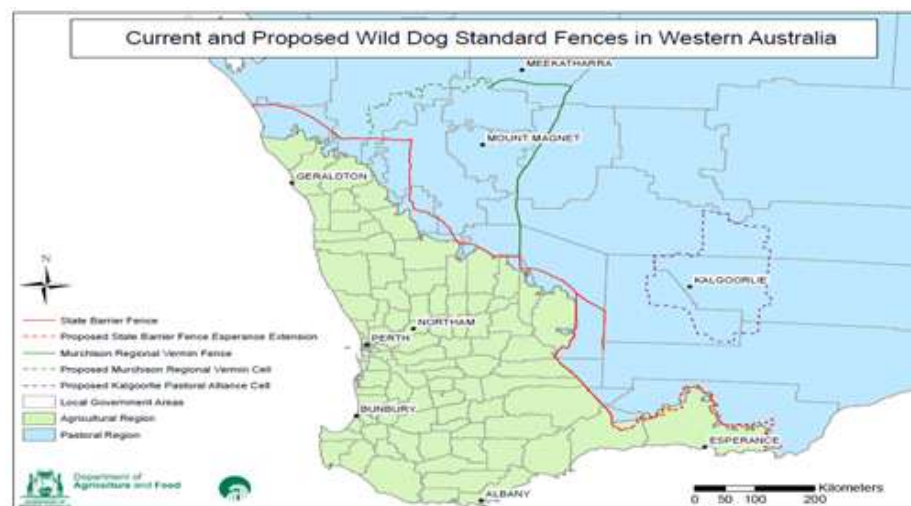 Current and Proposed Wild Dog Standard Fences in Western Australia
MEEKATHARRA
MOUNT MAGNET
GERALDTON
KALGOORLIE
NORTHAM
PERTH
BUNBURY
ESPERANCE
ALBANY
N
State Barrier Fence
Proposed State Barrier Fence Esperance Extension
Murchison Regional Vermin Fence
Proposed Murchison Regional Vermin Cell
Proposed Kalgoorlie Pastoral Alliance Cell
Local Government Areas
Agricultural Region
Pastoral Region
Department of
Agriculture and Food
Kilometers
0 50 100 200